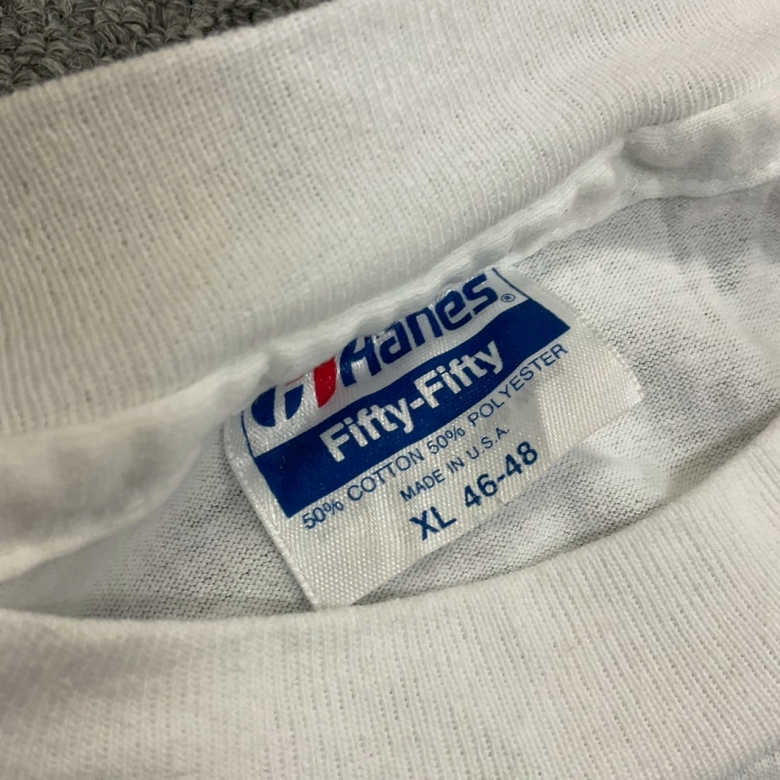 Hanes®
Fifty-Fifty
50% COTTON 50% POLYESTER
MADE IN U.S.A.
XL 46-48